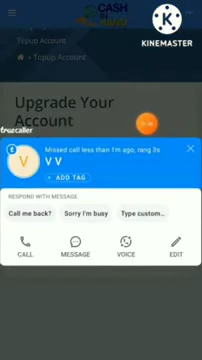 CASH
KINEMASTER
Topup Account
Topup Account
Upgrade Your
Account
truecaller
Missed call less than 1m ago, rang 3s
V
V V
+ ADD TAG
RESPOND WITH MESSAGE
Call me back?
Sorry I'm busy
Type custom...
CALL
MESSAGE
VOICE
EDIT